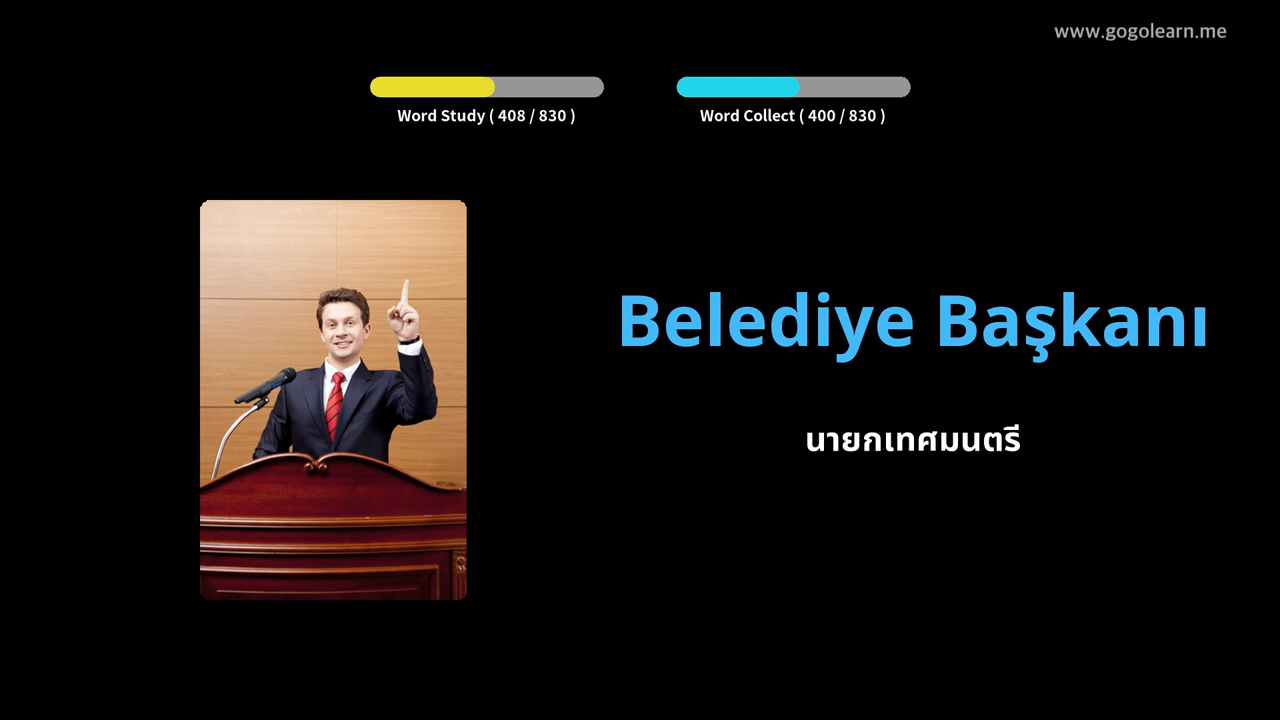 www.gogolearn.me
Word Study ( 408 / 830 )
Word Collect ( 400 / 830 )
Belediye Başkanı
นายกเทศมนตรี